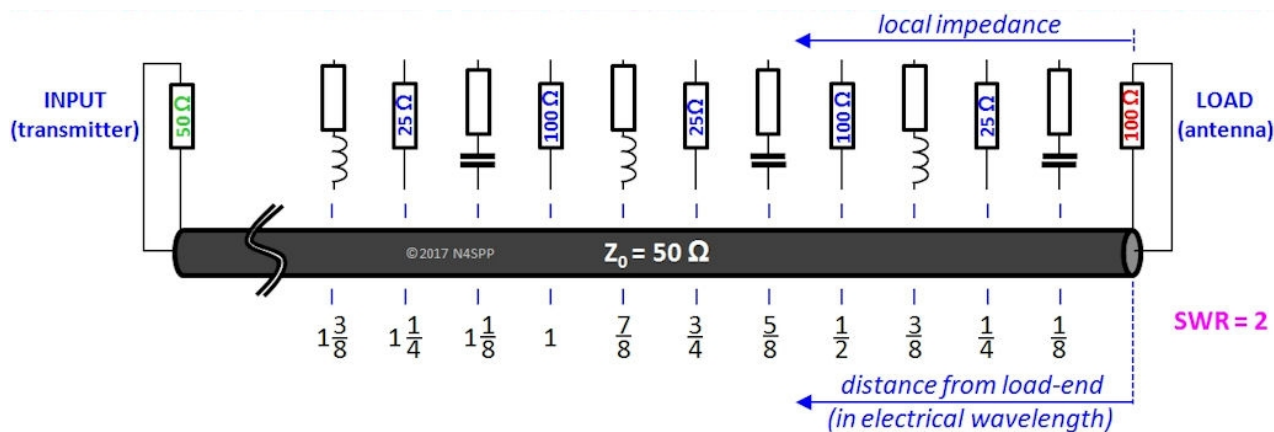 local impedance
INPUT
(transmitter)
50 Ω
25 Ω
100 Ω
25 Ω
100 Ω
25 Ω
100 Ω
LOAD
(antenna)
©2017 N4SPP
Z₀ = 50 Ω
1 3/8
1 1/4
1 1/8
1
7/8
3/4
5/8
1/2
3/8
1/4
1/8
SWR = 2
distance from load-end
(in electrical wavelength)